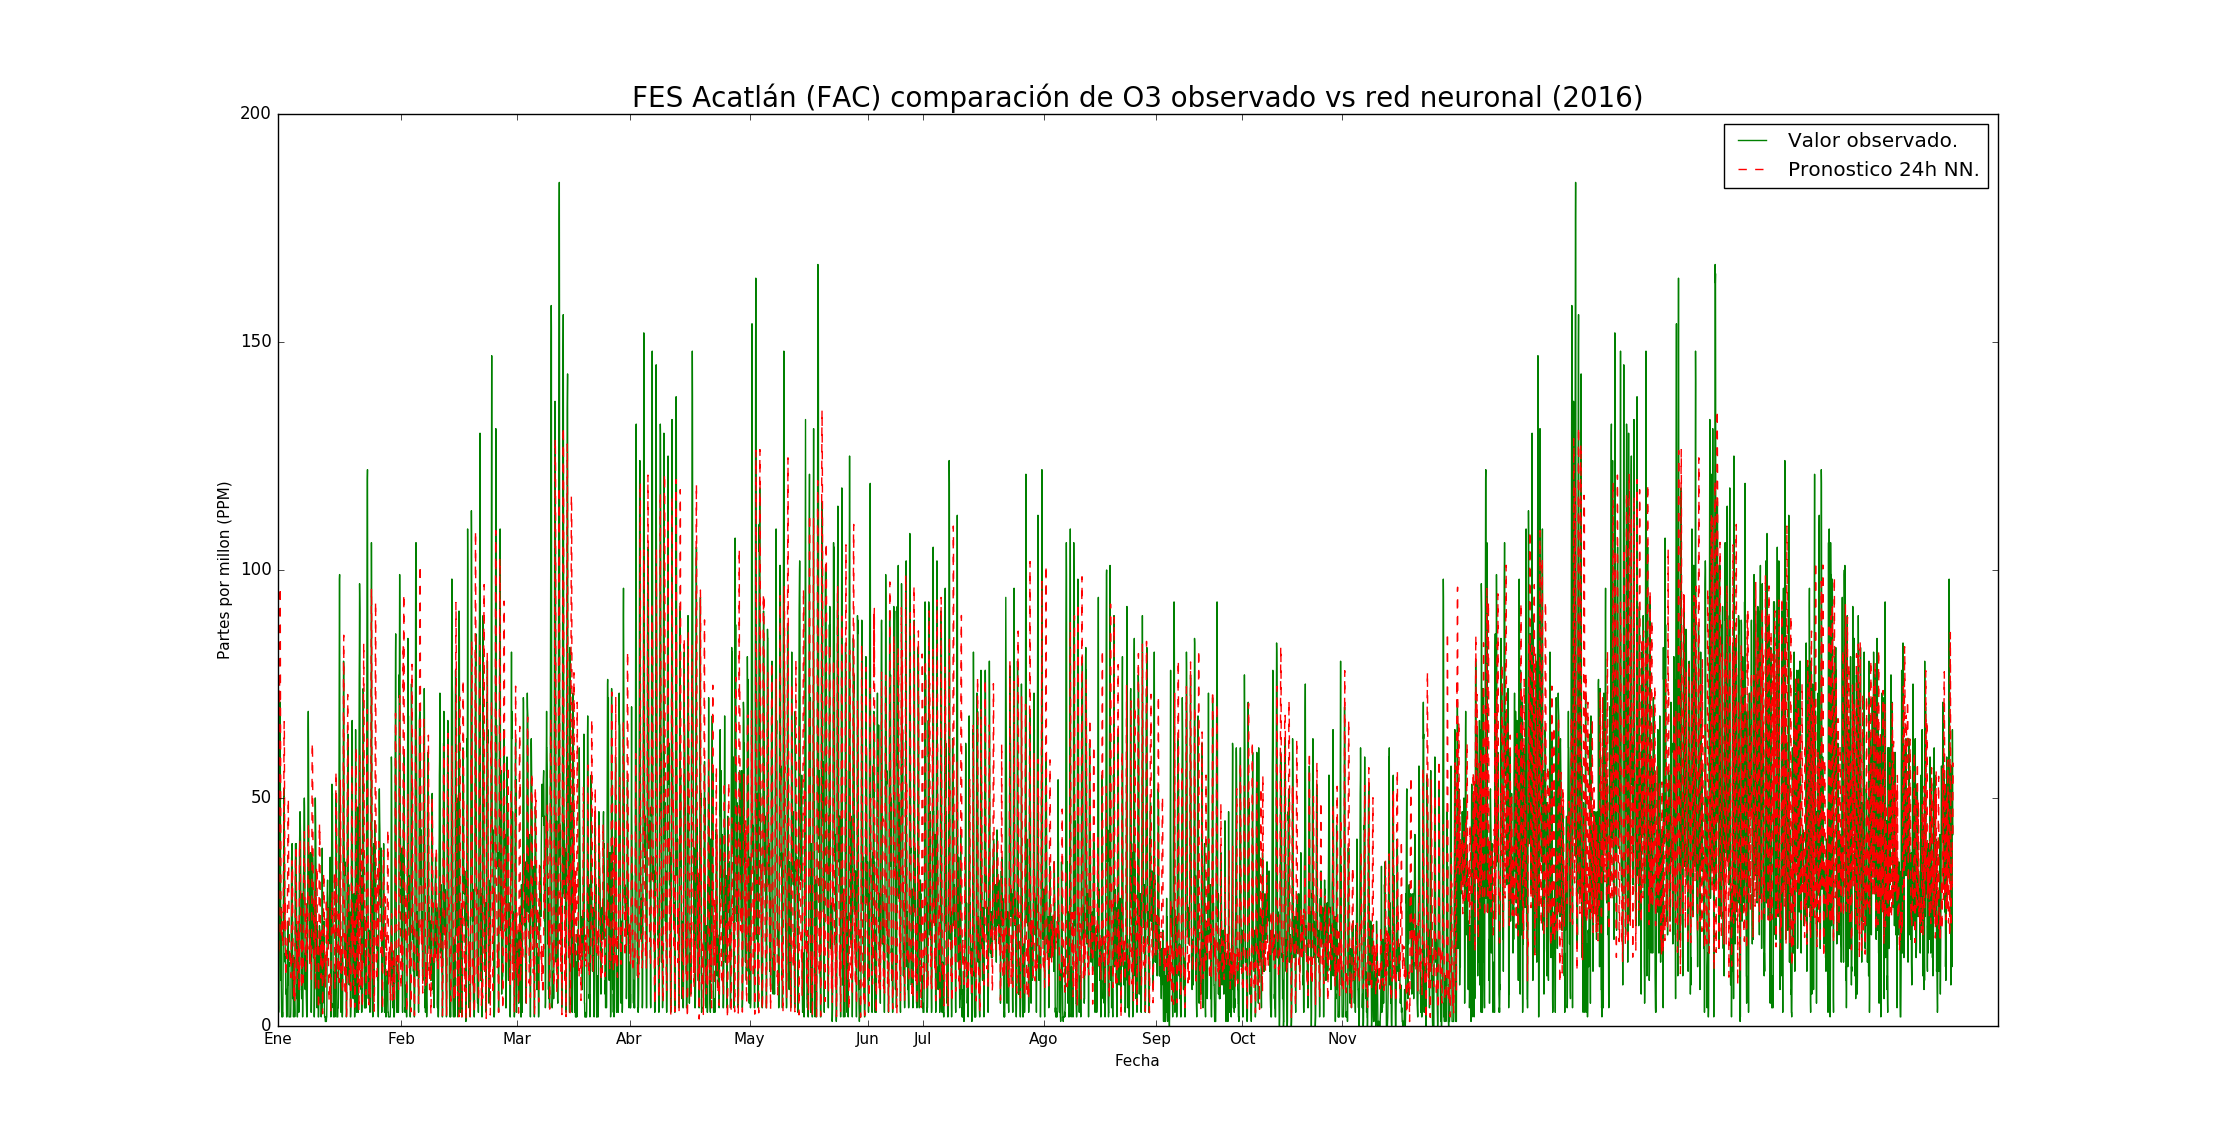 FES Acatlán (FAC) comparación de O3 observado vs red neuronal (2016)
200
150
100
50
0
Partes por millon (PPM)
Valor observado.
Pronostico 24h NN.
Ene Feb Mar Abr May Jun Jul Ago Sep Oct Nov
Fecha